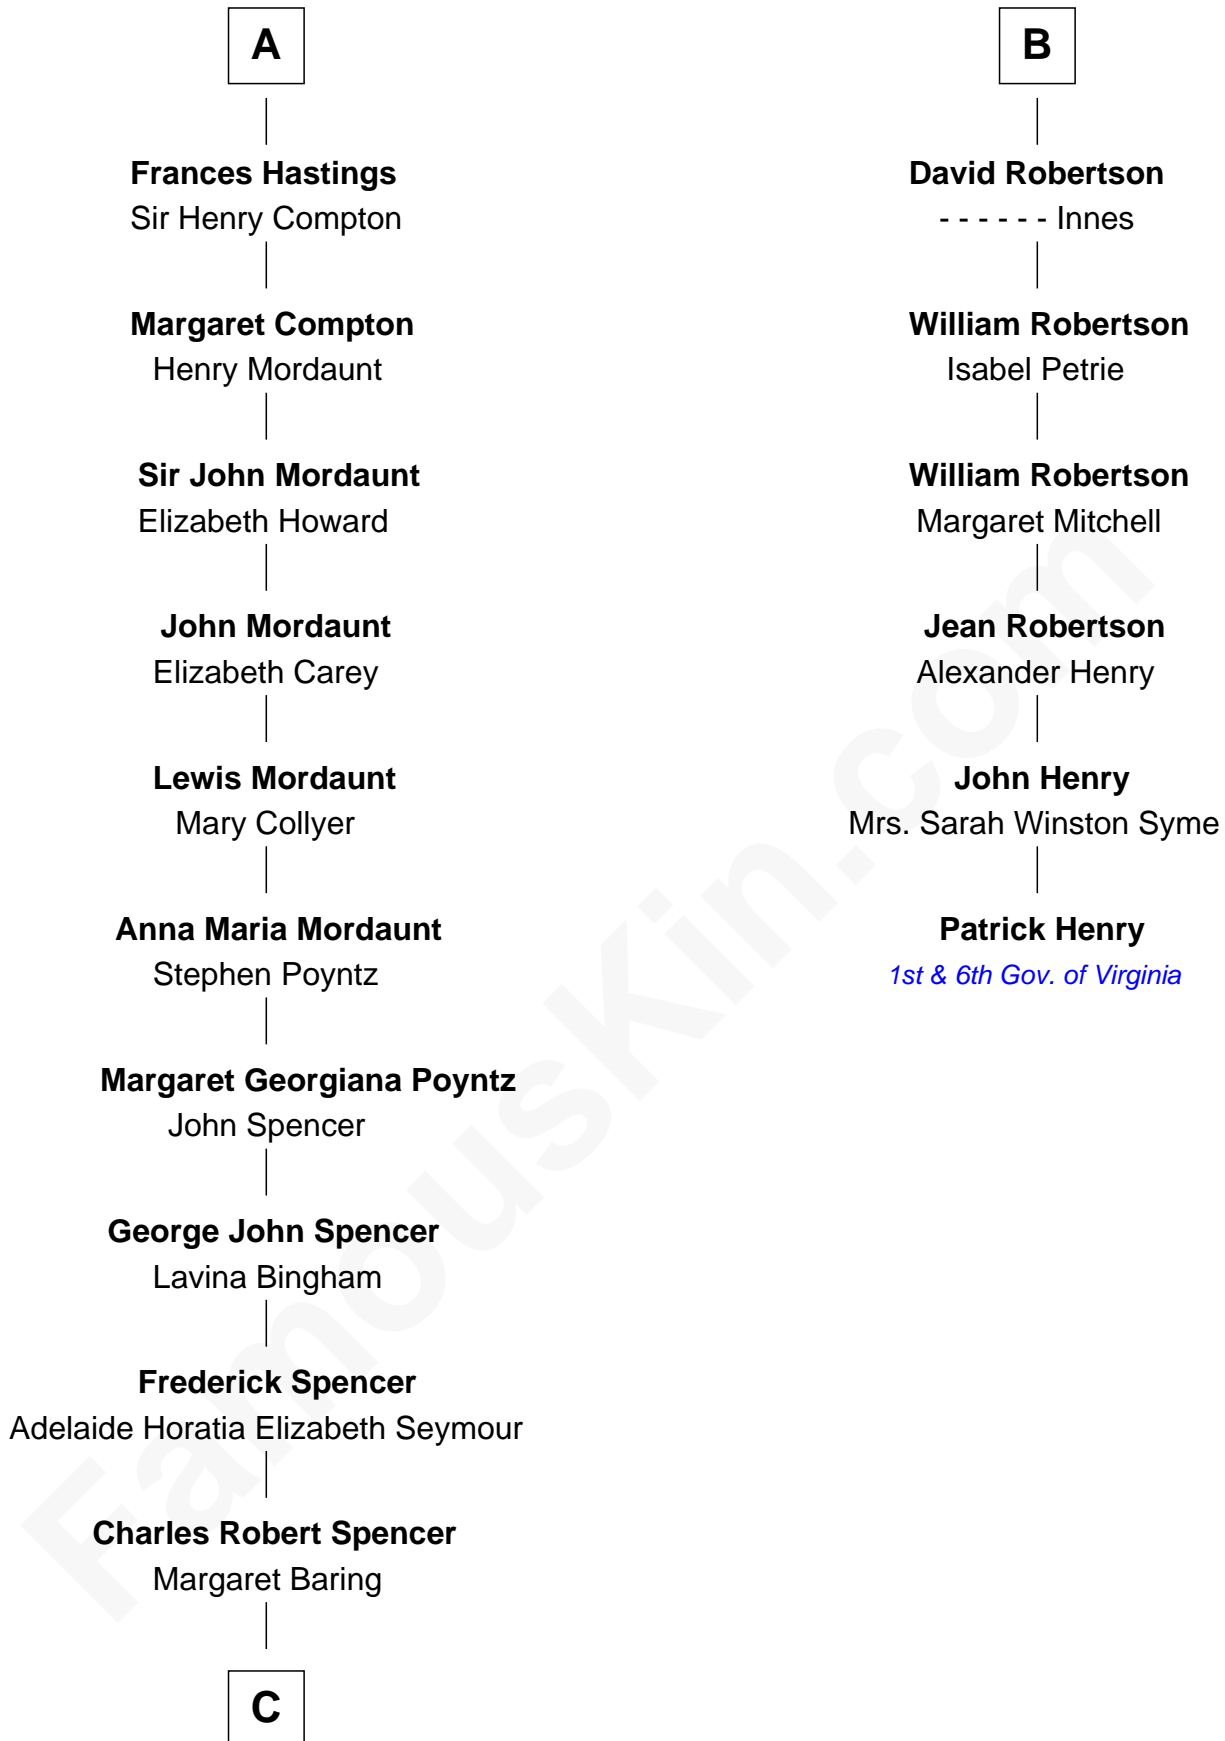 A
Frances Hastings
Sir Henry Compton
Margaret Compton
Henry Mordaunt
Sir John Mordaunt
Elizabeth Howard
John Mordaunt
Elizabeth Carey
Lewis Mordaunt
Mary Collyer
Anna Maria Mordaunt
Stephen Poyntz
Margaret Georgiana Poyntz
John Spencer
George John Spencer
Lavina Bingham
Frederick Spencer
Adelaide Horatia Elizabeth Seymour
Charles Robert Spencer
Margaret Baring
C
B
David Robertson
- - - - - - Innes
William Robertson
Isabel Petrie
William Robertson
Margaret Mitchell
Jean Robertson
Alexander Henry
John Henry
Mrs. Sarah Winston Syme
Patrick Henry
1st & 6th Gov. of Virginia
FamousKin.com